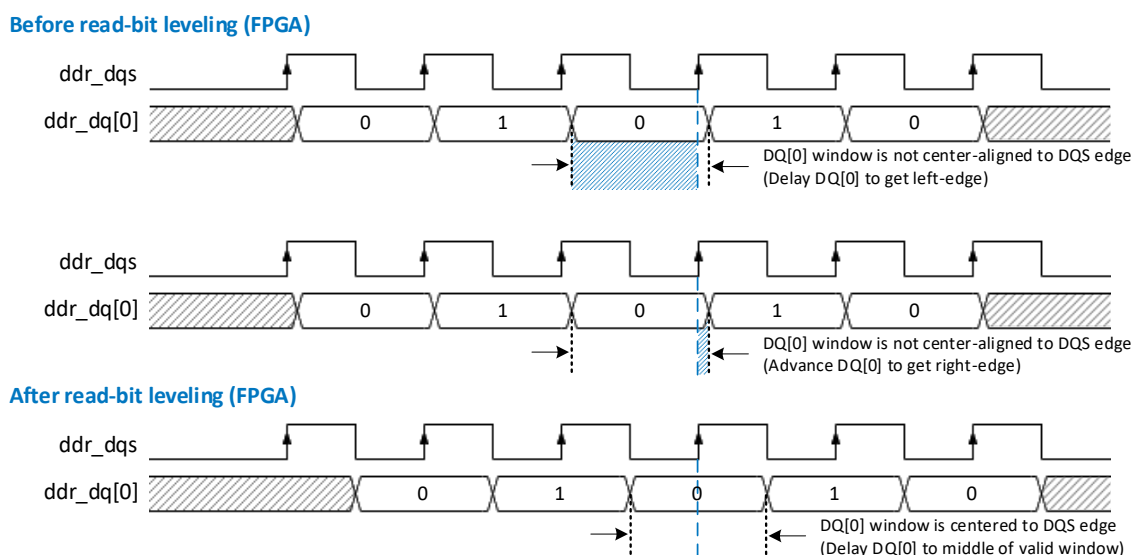 Before read-bit leveling (FPGA)
ddr_dqs
ddr_dq[0] 0 1 0 1 0
DQ[0] window is not center-aligned to DQS edge
(Delay DQ[0] to get left-edge)
ddr_dqs
ddr_dq[0] 0 1 0 1 0
DQ[0] window is not center-aligned to DQS edge
(Advance DQ[0] to get right-edge)
After read-bit leveling (FPGA)
ddr_dqs
ddr_dq[0] 0 1 0 1 0
DQ[0] window is centered to DQS edge
(Delay DQ[0] to middle of valid window)